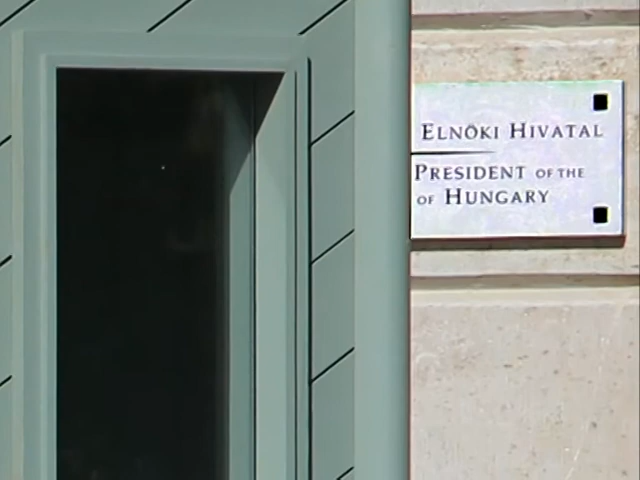 ELNÖKI HIVATAL
PRESIDENT OF THE
OF HUNGARY